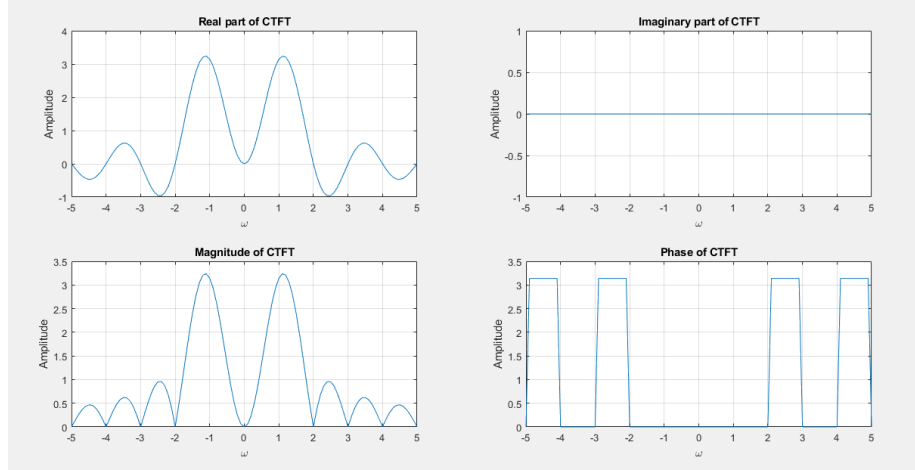 Real part of CTFT
4
3
2
1
0
-1
Amplitude
-5 -4 -3 -2 -1 0 1 2 3 4 5
ω
Imaginary part of CTFT
1
0.5
0
-0.5
-1
Amplitude
-5 -4 -3 -2 -1 0 1 2 3 4 5
ω
Magnitude of CTFT
3.5
3
2.5
2
1.5
1
0.5
0
Amplitude
-5 -4 -3 -2 -1 0 1 2 3 4 5
ω
Phase of CTFT
3.5
3
2.5
2
1.5
1
0.5
0
Amplitude
-5 -4 -3 -2 -1 0 1 2 3 4 5
ω